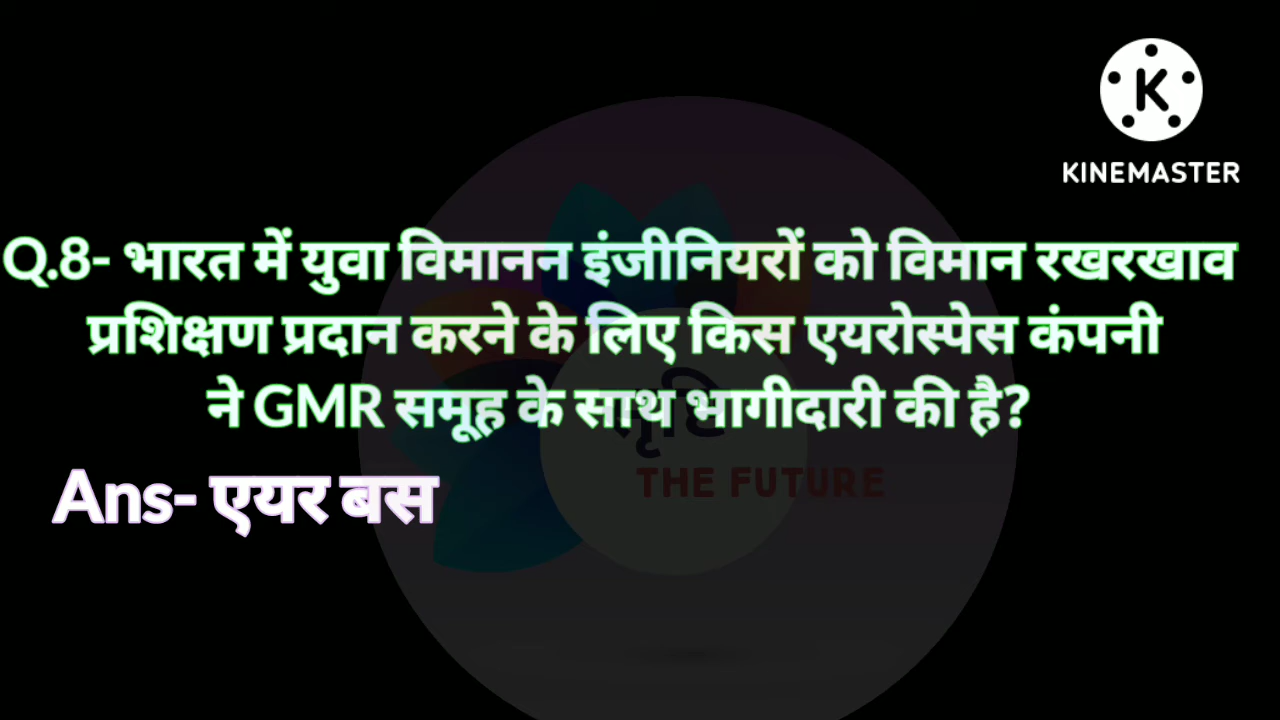 KINEMASTER
Q.8- भारत में युवा विमानन इंजीनियरों को विमान रखरखाव
प्रशिक्षण प्रदान करने के लिए किस एयरोस्पेस कंपनी
ने GMR समूह के साथ भागीदारी की है?
THE FUTURE
Ans- एयर बस